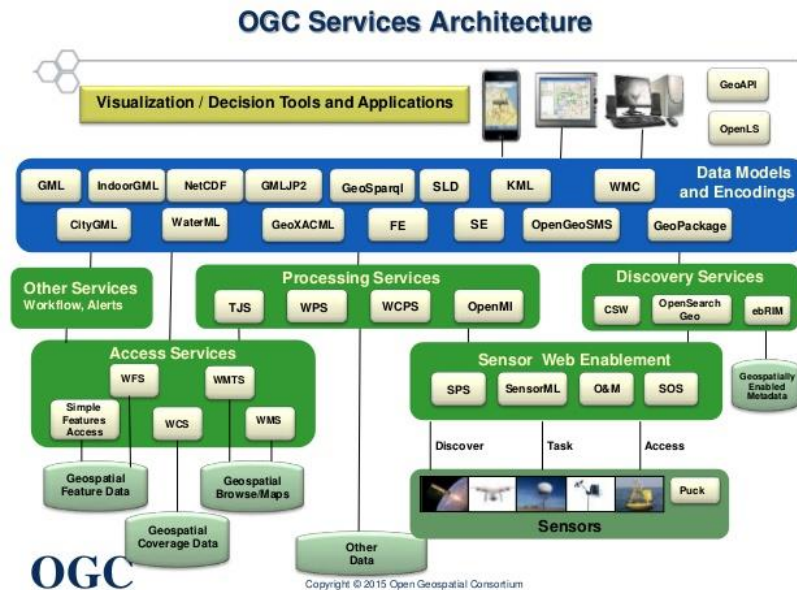 OGC Services Architecture
Visualization / Decision Tools and Applications
GeoAPI
OpenLS
Data Models
and Encodings
GML
IndoorGML
NetCDF
GMLJP2
GeoSparql
SLD
KML
WMC
CityGML
WaterML
GeoXACML
FE
SE
OpenGeoSMS
GeoPackage
Other Services
Workflow, Alerts
Processing Services
TJS
WPS
WCPS
OpenMI
Discovery Services
CSW
OpenSearch
Geo
ebRIM
Access Services
WFS
WMTS
Simple
Features
Access
WCS
WMS
Sensor Web Enablement
SPS
SensorML
O&M
SOS
Geospatially
Enabled
Metadata
Discover
Task
Access
Geospatial
Feature Data
Geospatial
Browse/Maps
Geospatial
Coverage Data
Other
Data
Puck
Sensors
OGC
Copyright © 2015 Open Geospatial Consortium